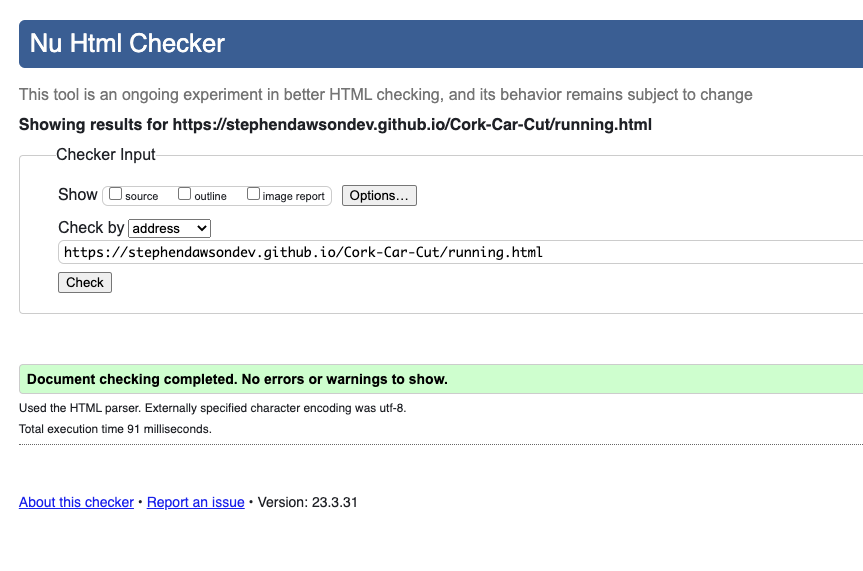 Nu Html Checker
This tool is an ongoing experiment in better HTML checking, and its behavior remains subject to change
Showing results for https://stephendawsondev.github.io/Cork-Car-Cut/running.html
Checker Input
Show source outline image report Options...
Check by address
https://stephendawsondev.github.io/Cork-Car-Cut/running.html
Check
Document checking completed. No errors or warnings to show.
Used the HTML parser. Externally specified character encoding was utf-8.
Total execution time 91 milliseconds.
About this checker • Report an issue • Version: 23.3.31